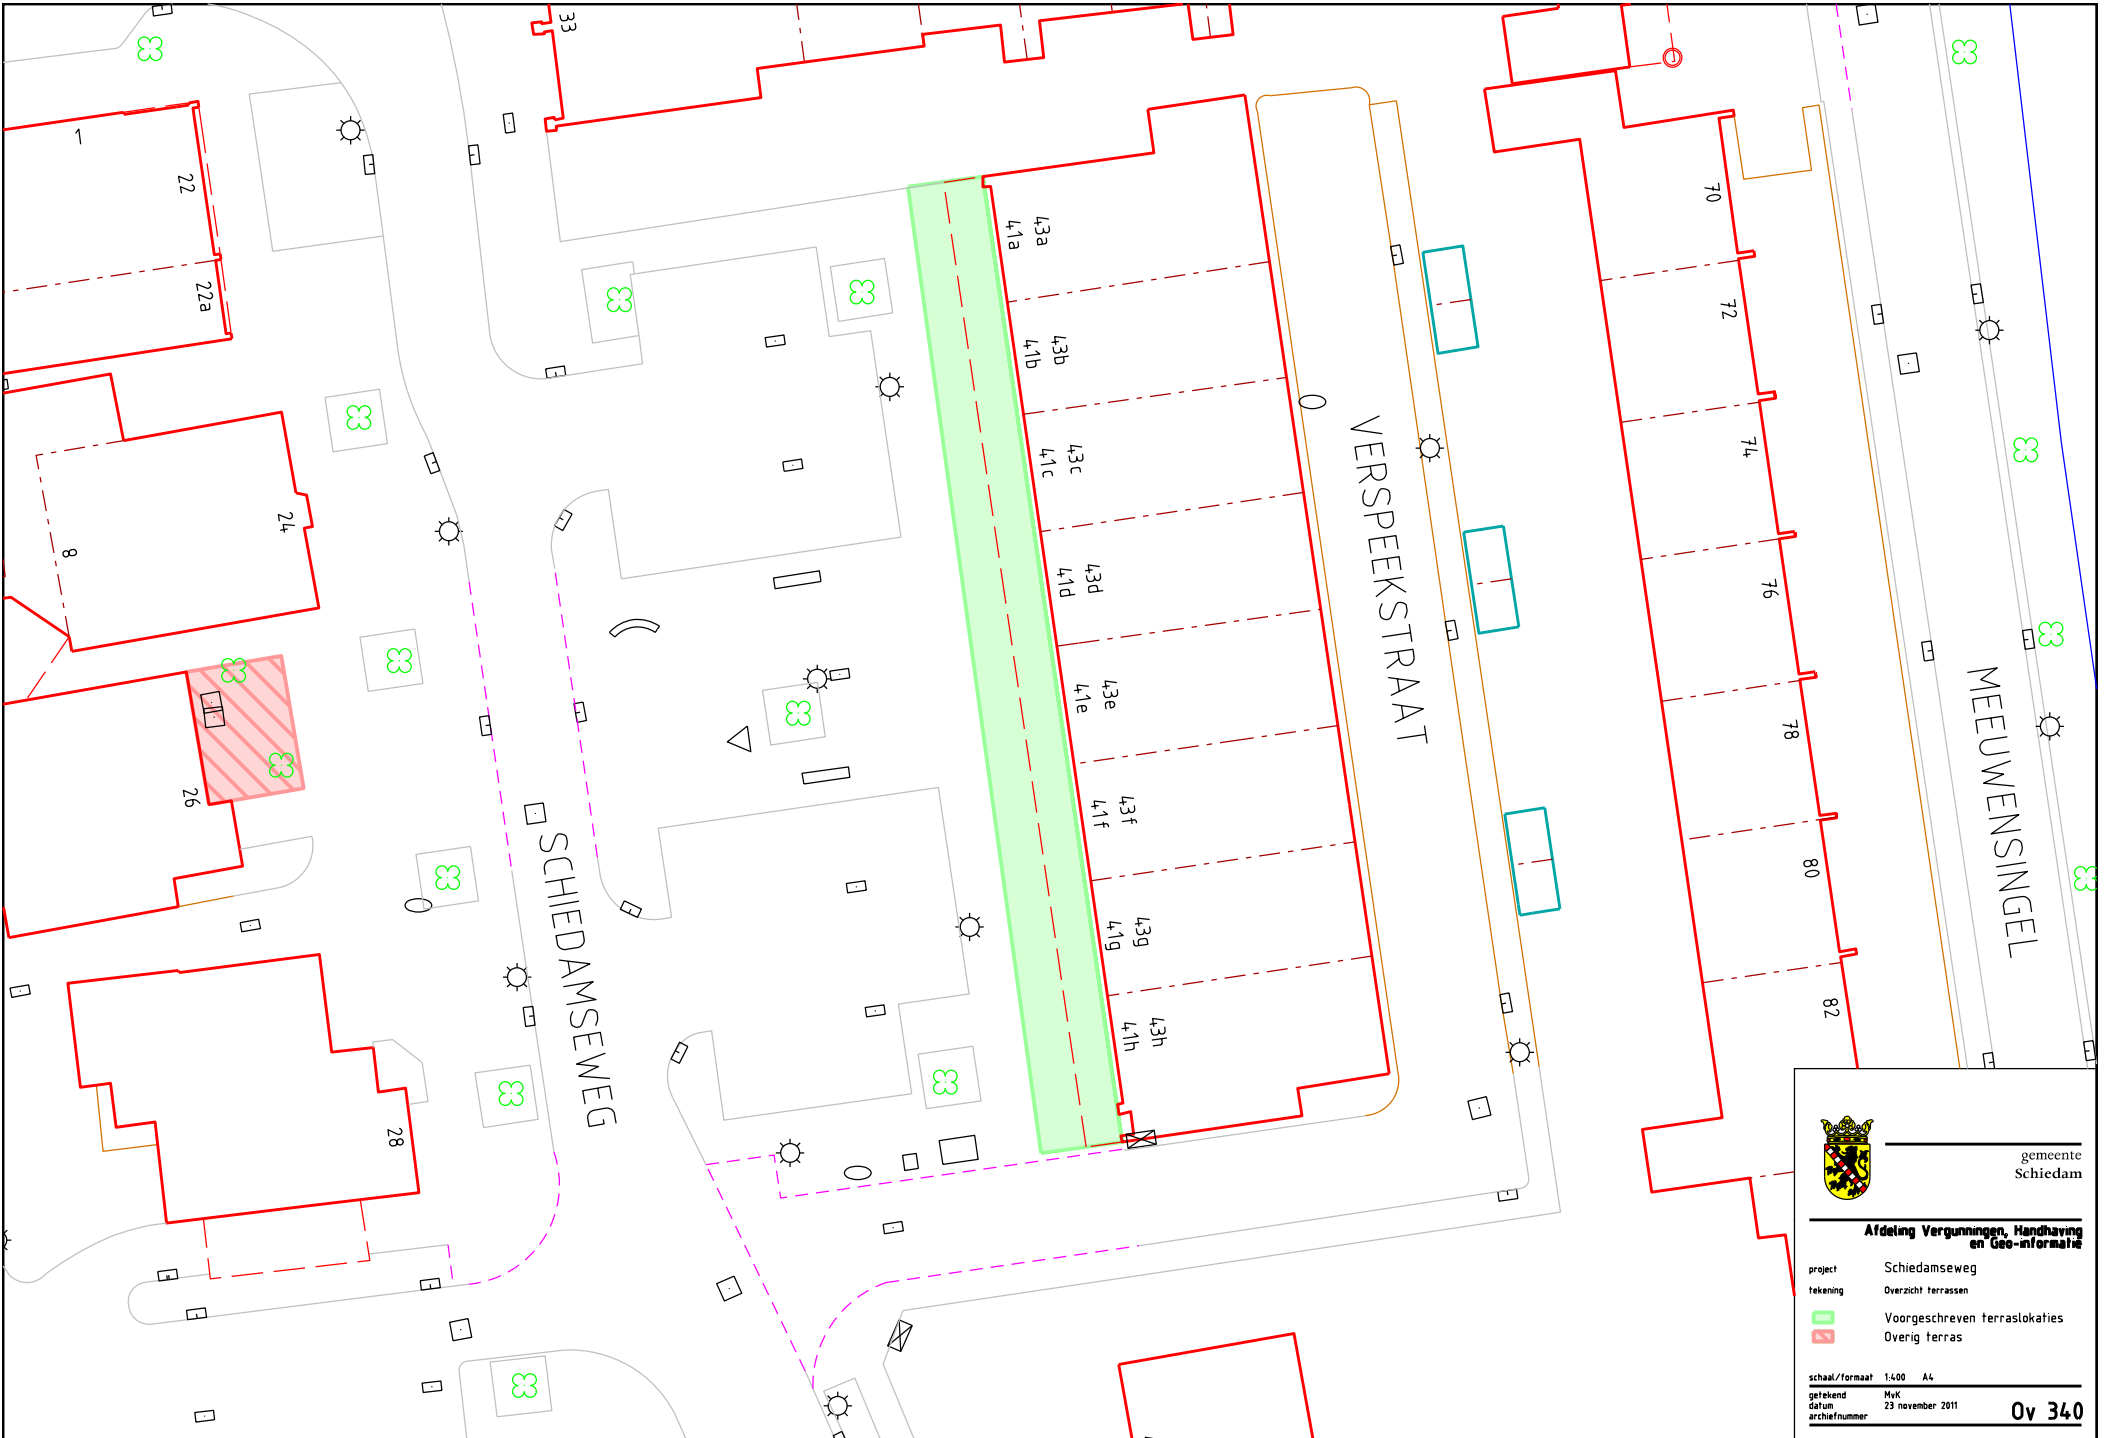 33
1
22
22a
24
8
26
28
SCHIEDAMSEWEG
43a
41a
43b
41b
43c
41c
43d
41d
43e
41e
43f
41f
43g
41g
43h
41h
VERSPEEKSTRAAT
70
72
74
76
78
80
82
MEEUWENSINGEL
gemeente
Schiedam
Afdeling Vergunningen, Handhaving
en Geo-informatie
project Schiedamseweg
tekening Overzicht terrassen
Voorgeschreven terraslokaties
Overig terras
schaal/formaat 1:400 A4
getekend MvK
datum 23 november 2011
archiefnummer Ov 340